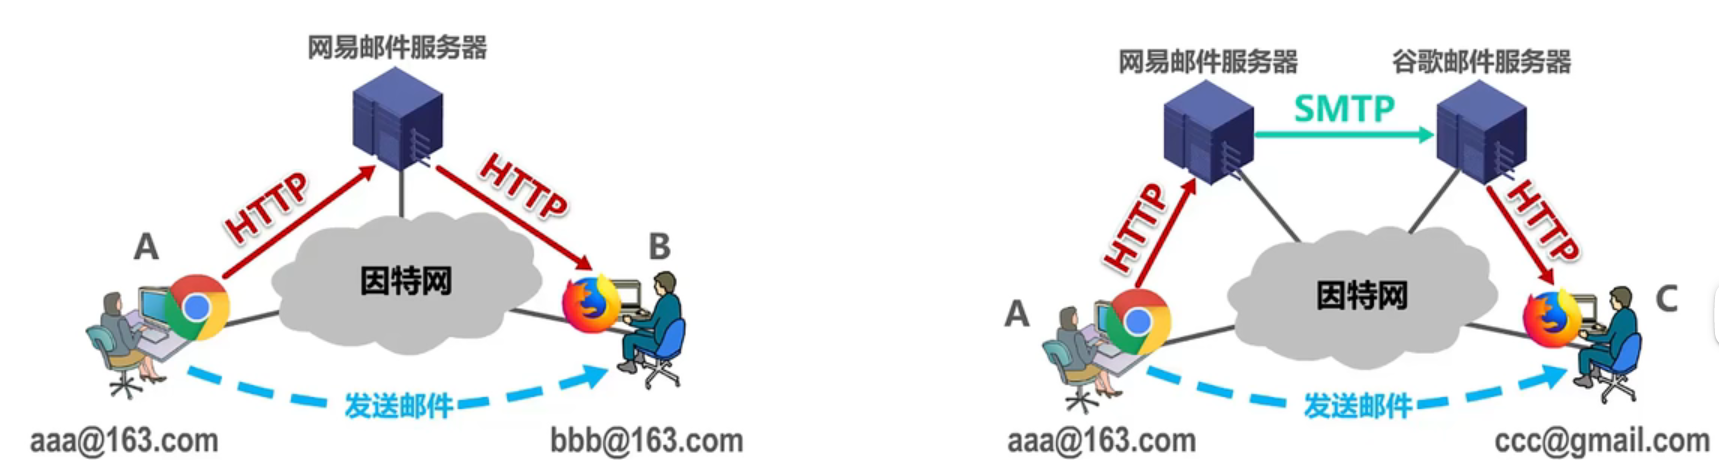 网易邮件服务器
HTTP
HTTP
A
B
因特网
发送邮件
aaa@163.com
bbb@163.com
网易邮件服务器
谷歌邮件服务器
SMTP
HTTP
HTTP
A
C
因特网
发送邮件
aaa@163.com
ccc@gmail.com